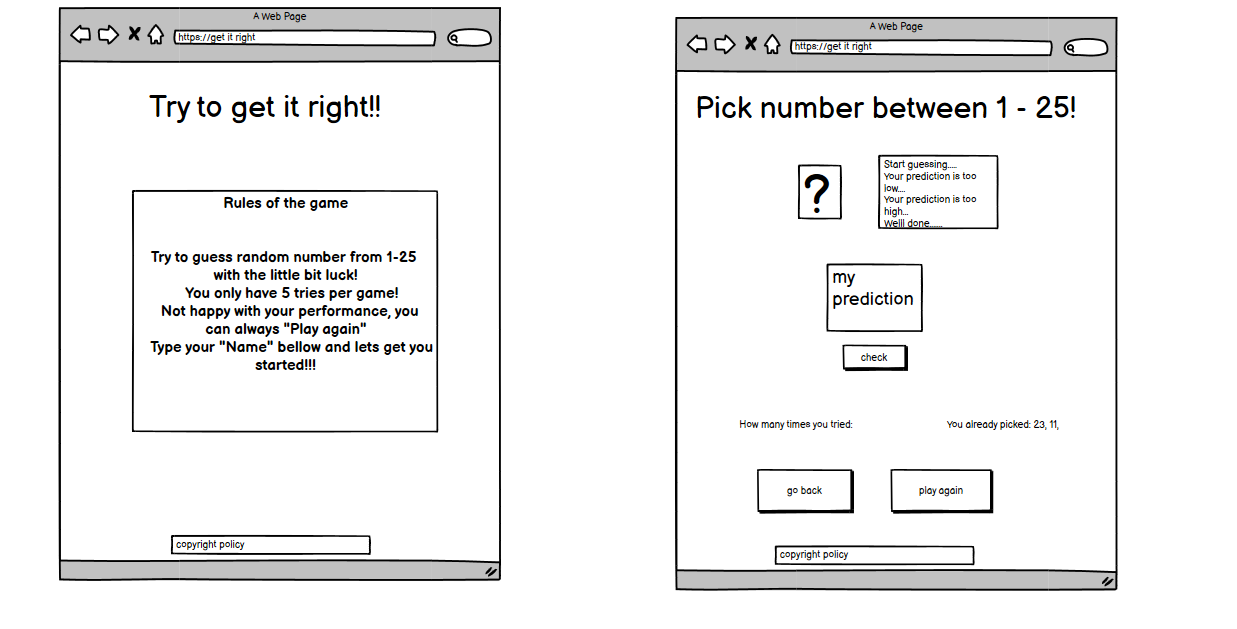 A Web Page
https://get it right
Try to get it right!!
Rules of the game
Try to guess random number from 1-25
with the little bit luck!
You only have 5 tries per game!
Not happy with your performance, you
can always "Play again"
Type your "Name" bellow and lets get you
started!!!
copyright policy
A Web Page
https://get it right
Pick number between 1 - 25!
?
Start guessing.....
Your prediction is too
low....
Your prediction is too
high...
Welll done.......
my
prediction
check
How many times you tried:
You already picked: 23, 11,
go back
play again
copyright policy